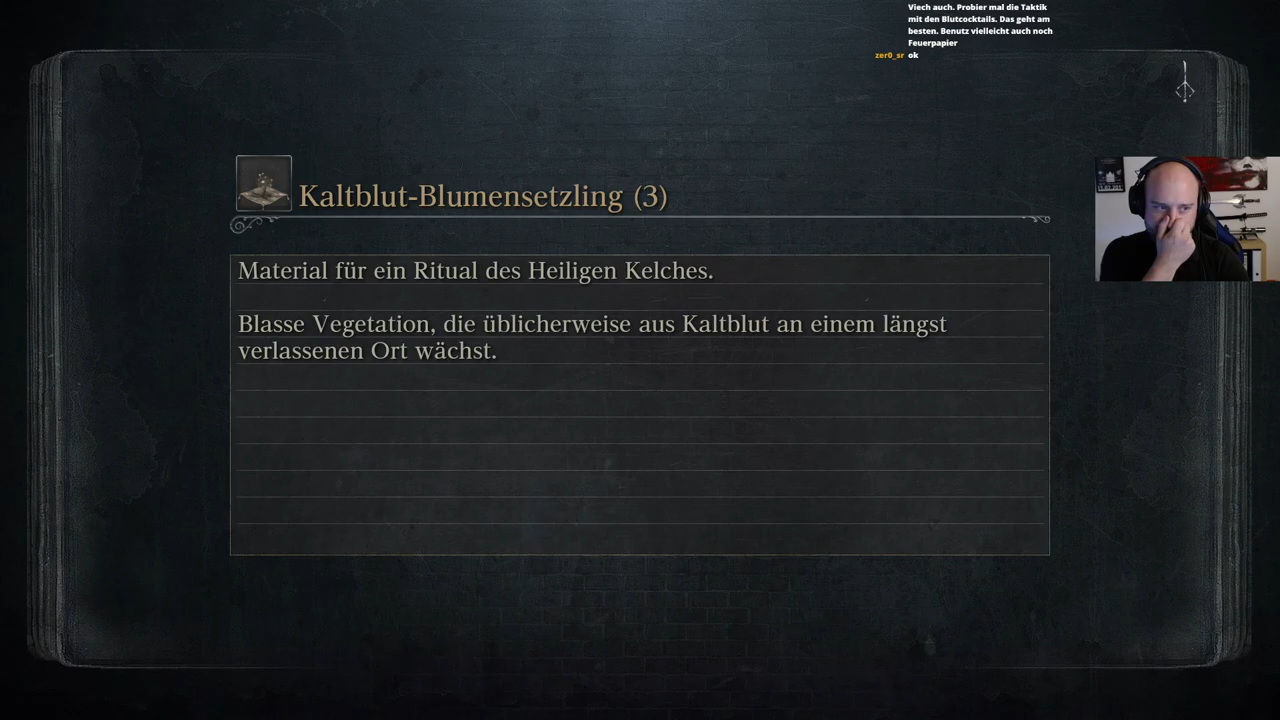 Viech auch. Probier mal die Taktik
mit den Blutcocktails. Das geht am
besten. Benutz vielleicht auch noch
Feuerpapier
zer0_sr ok
Kaltblut-Blumensetzling (3)
Material für ein Ritual des Heiligen Kelches.
Blasse Vegetation, die üblicherweise aus Kaltblut an einem längst
verlassenen Ort wächst.